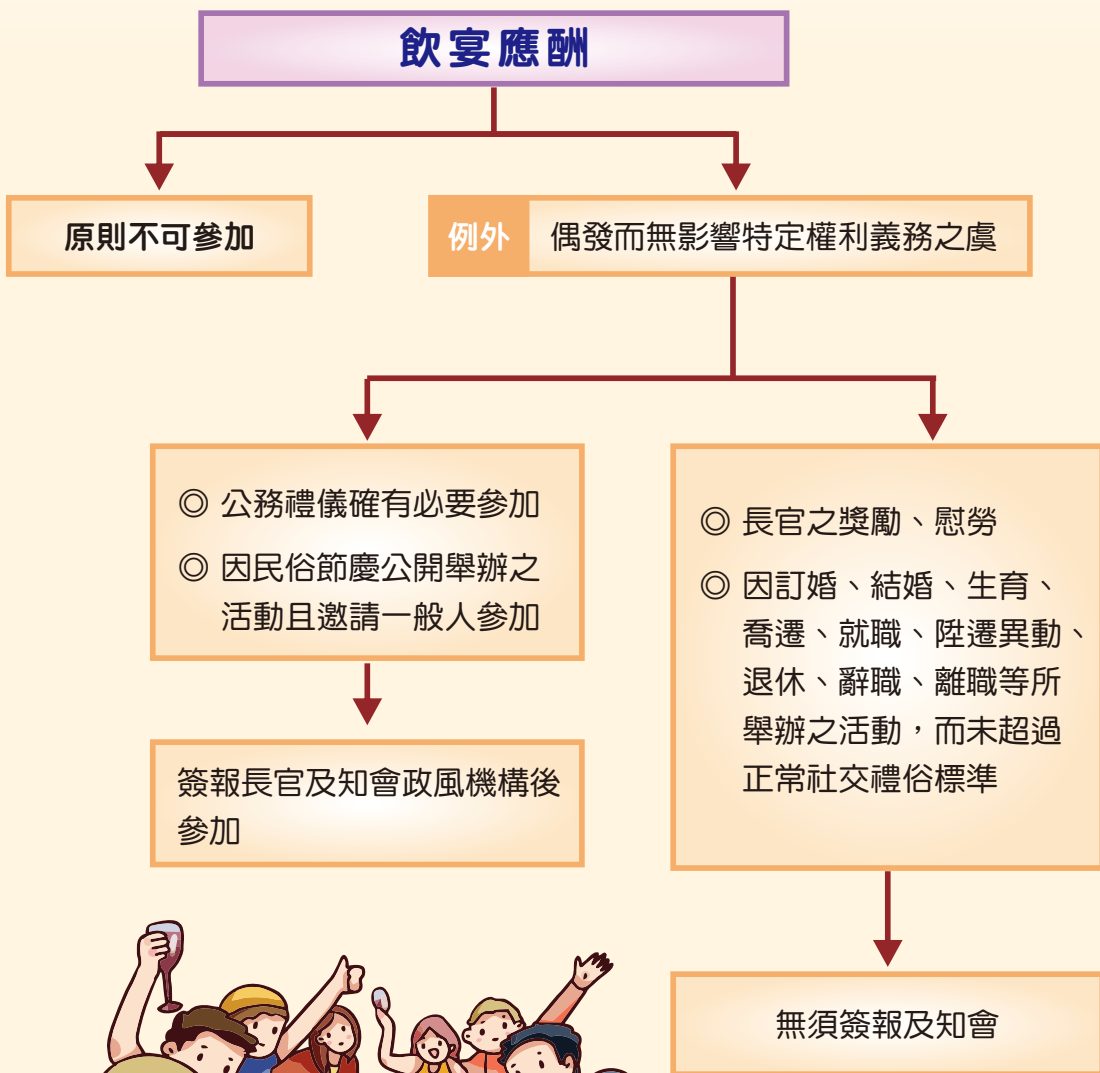 飲宴應酬
原則不可參加
例外 偶發而無影響特定權利義務之虞
◎ 公務禮儀確有必要參加
◎ 因民俗節慶公開舉辦之
活動且邀請一般人參加
簽報長官及知會政風機構後
參加
◎ 長官之獎勵、慰勞
◎ 因訂婚、結婚、生育、
喬遷、就職、陞遷異動、
退休、辭職、離職等所
舉辦之活動，而未超過
正常社交禮俗標準
無須簽報及知會